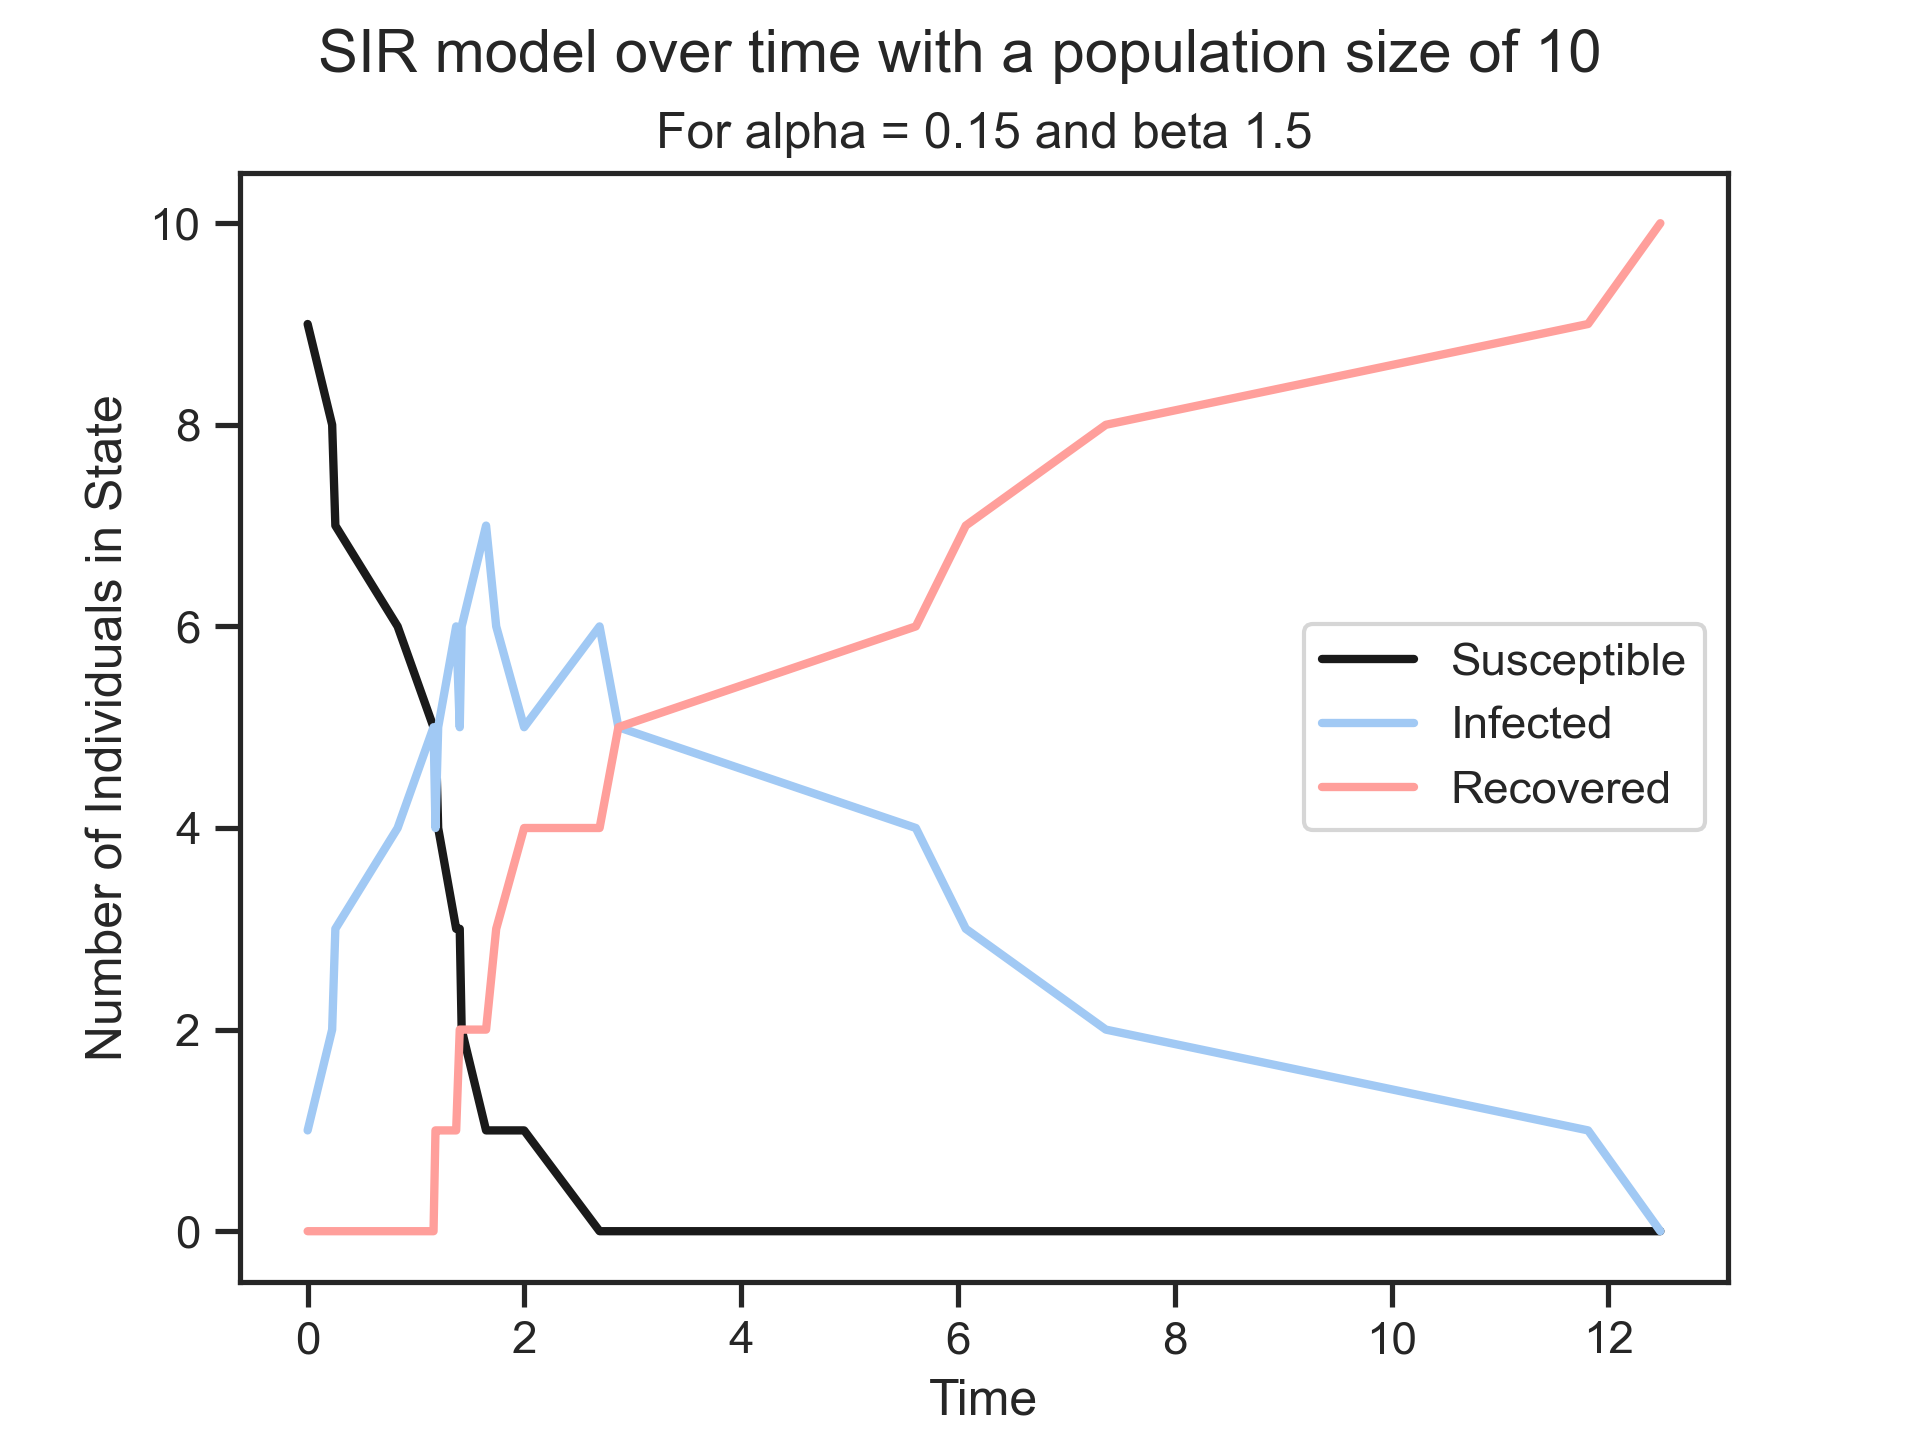 SIR model over time with a population size of 10
For alpha = 0.15 and beta 1.5
Number of Individuals in State
10
8
6
4
2
0
Susceptible
Infected
Recovered
0 2 4 6 8 10 12
Time